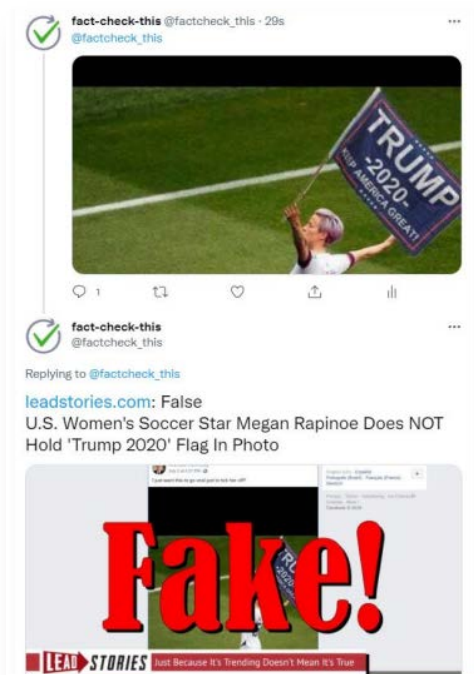 fact-check-this @factcheck_this · 29s
@factcheck_this
TRUMP
-2020-
KEEP AMERICA GREAT!
1
fact-check-this
@factcheck_this
Replying to @factcheck_this
leadstories.com: False
U.S. Women's Soccer Star Megan Rapinoe Does NOT
Hold 'Trump 2020' Flag In Photo
Fake!
LEAD STORIES Just Because It's Trending Doesn't Mean It's True